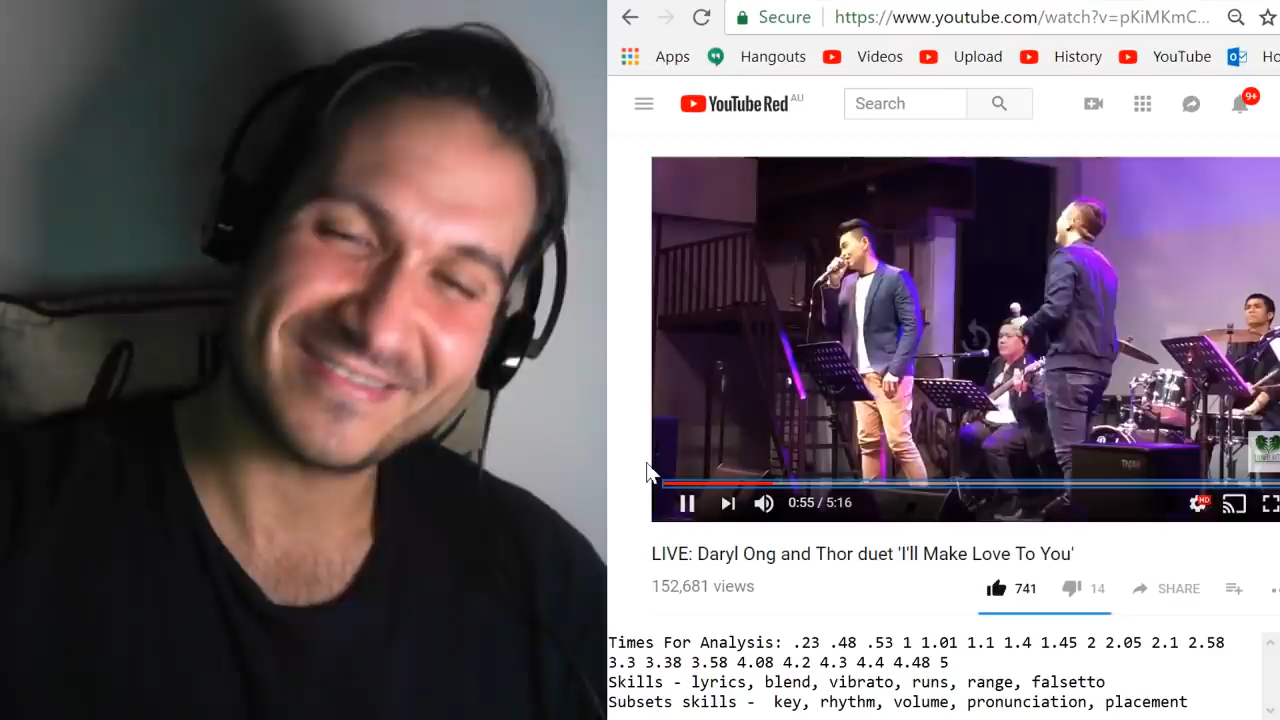 Secure https://www.youtube.com/watch?v=pKiMKmC...
Apps Hangouts Videos Upload History YouTube Ho
YouTube Red AU Search 9+
HD
0:55 / 5:16
LIVE: Daryl Ong and Thor duet 'I'll Make Love To You'
152,681 views
741 14 SHARE
Times For Analysis: .23 .48 .53 1 1.01 1.1 1.4 1.45 2 2.05 2.1 2.58
3.3 3.38 3.58 4.08 4.2 4.3 4.4 4.48 5
Skills - lyrics, blend, vibrato, runs, range, falsetto
Subsets skills - key, rhythm, volume, pronunciation, placement